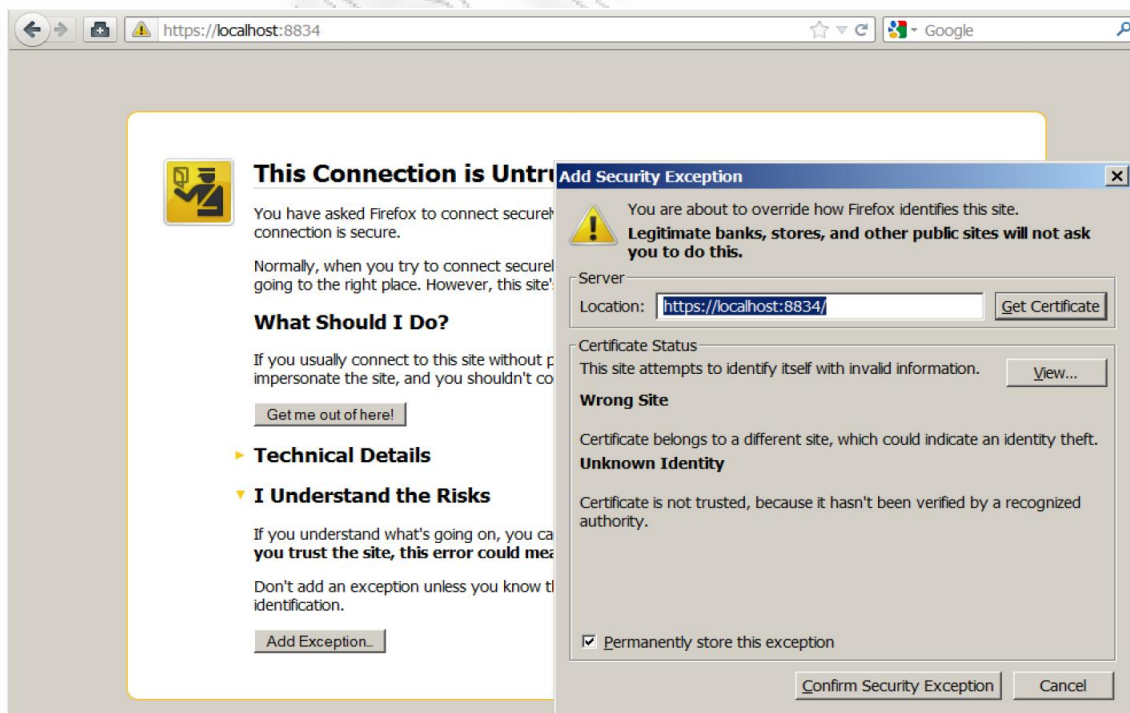 https://localhost:8834
Google
This Connection is Untru
You have asked Firefox to connect securel
connection is secure.
Normally, when you try to connect securel
going to the right place. However, this site'
What Should I Do?
If you usually connect to this site without p
impersonate the site, and you shouldn't co
Get me out of here!
Technical Details
I Understand the Risks
If you understand what's going on, you ca
you trust the site, this error could mea
Don't add an exception unless you know th
identification.
Add Exception...
Add Security Exception
You are about to override how Firefox identifies this site.
Legitimate banks, stores, and other public sites will not ask
you to do this.
Server
Location: https://localhost:8834/ Get Certificate
Certificate Status
This site attempts to identify itself with invalid information. View...
Wrong Site
Certificate belongs to a different site, which could indicate an identity theft.
Unknown Identity
Certificate is not trusted, because it hasn't been verified by a recognized
authority.
Permanently store this exception
Confirm Security Exception Cancel